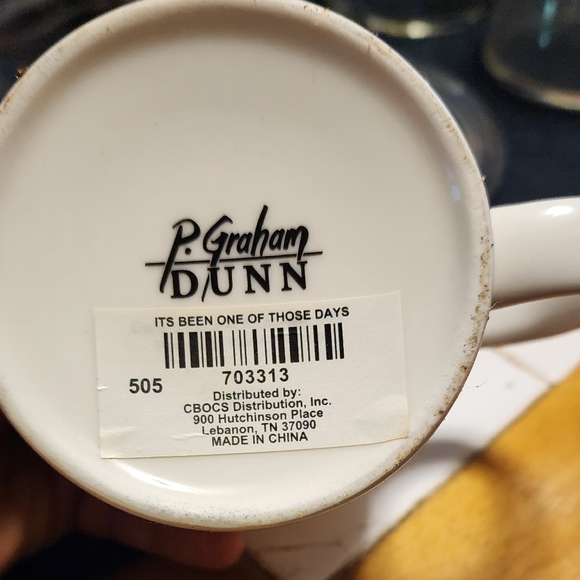 P. Graham
DUNN
ITS BEEN ONE OF THOSE DAYS
703313
505
Distributed by:
CBOCS Distribution, Inc.
900 Hutchinson Place
Lebanon, TN 37090
MADE IN CHINA